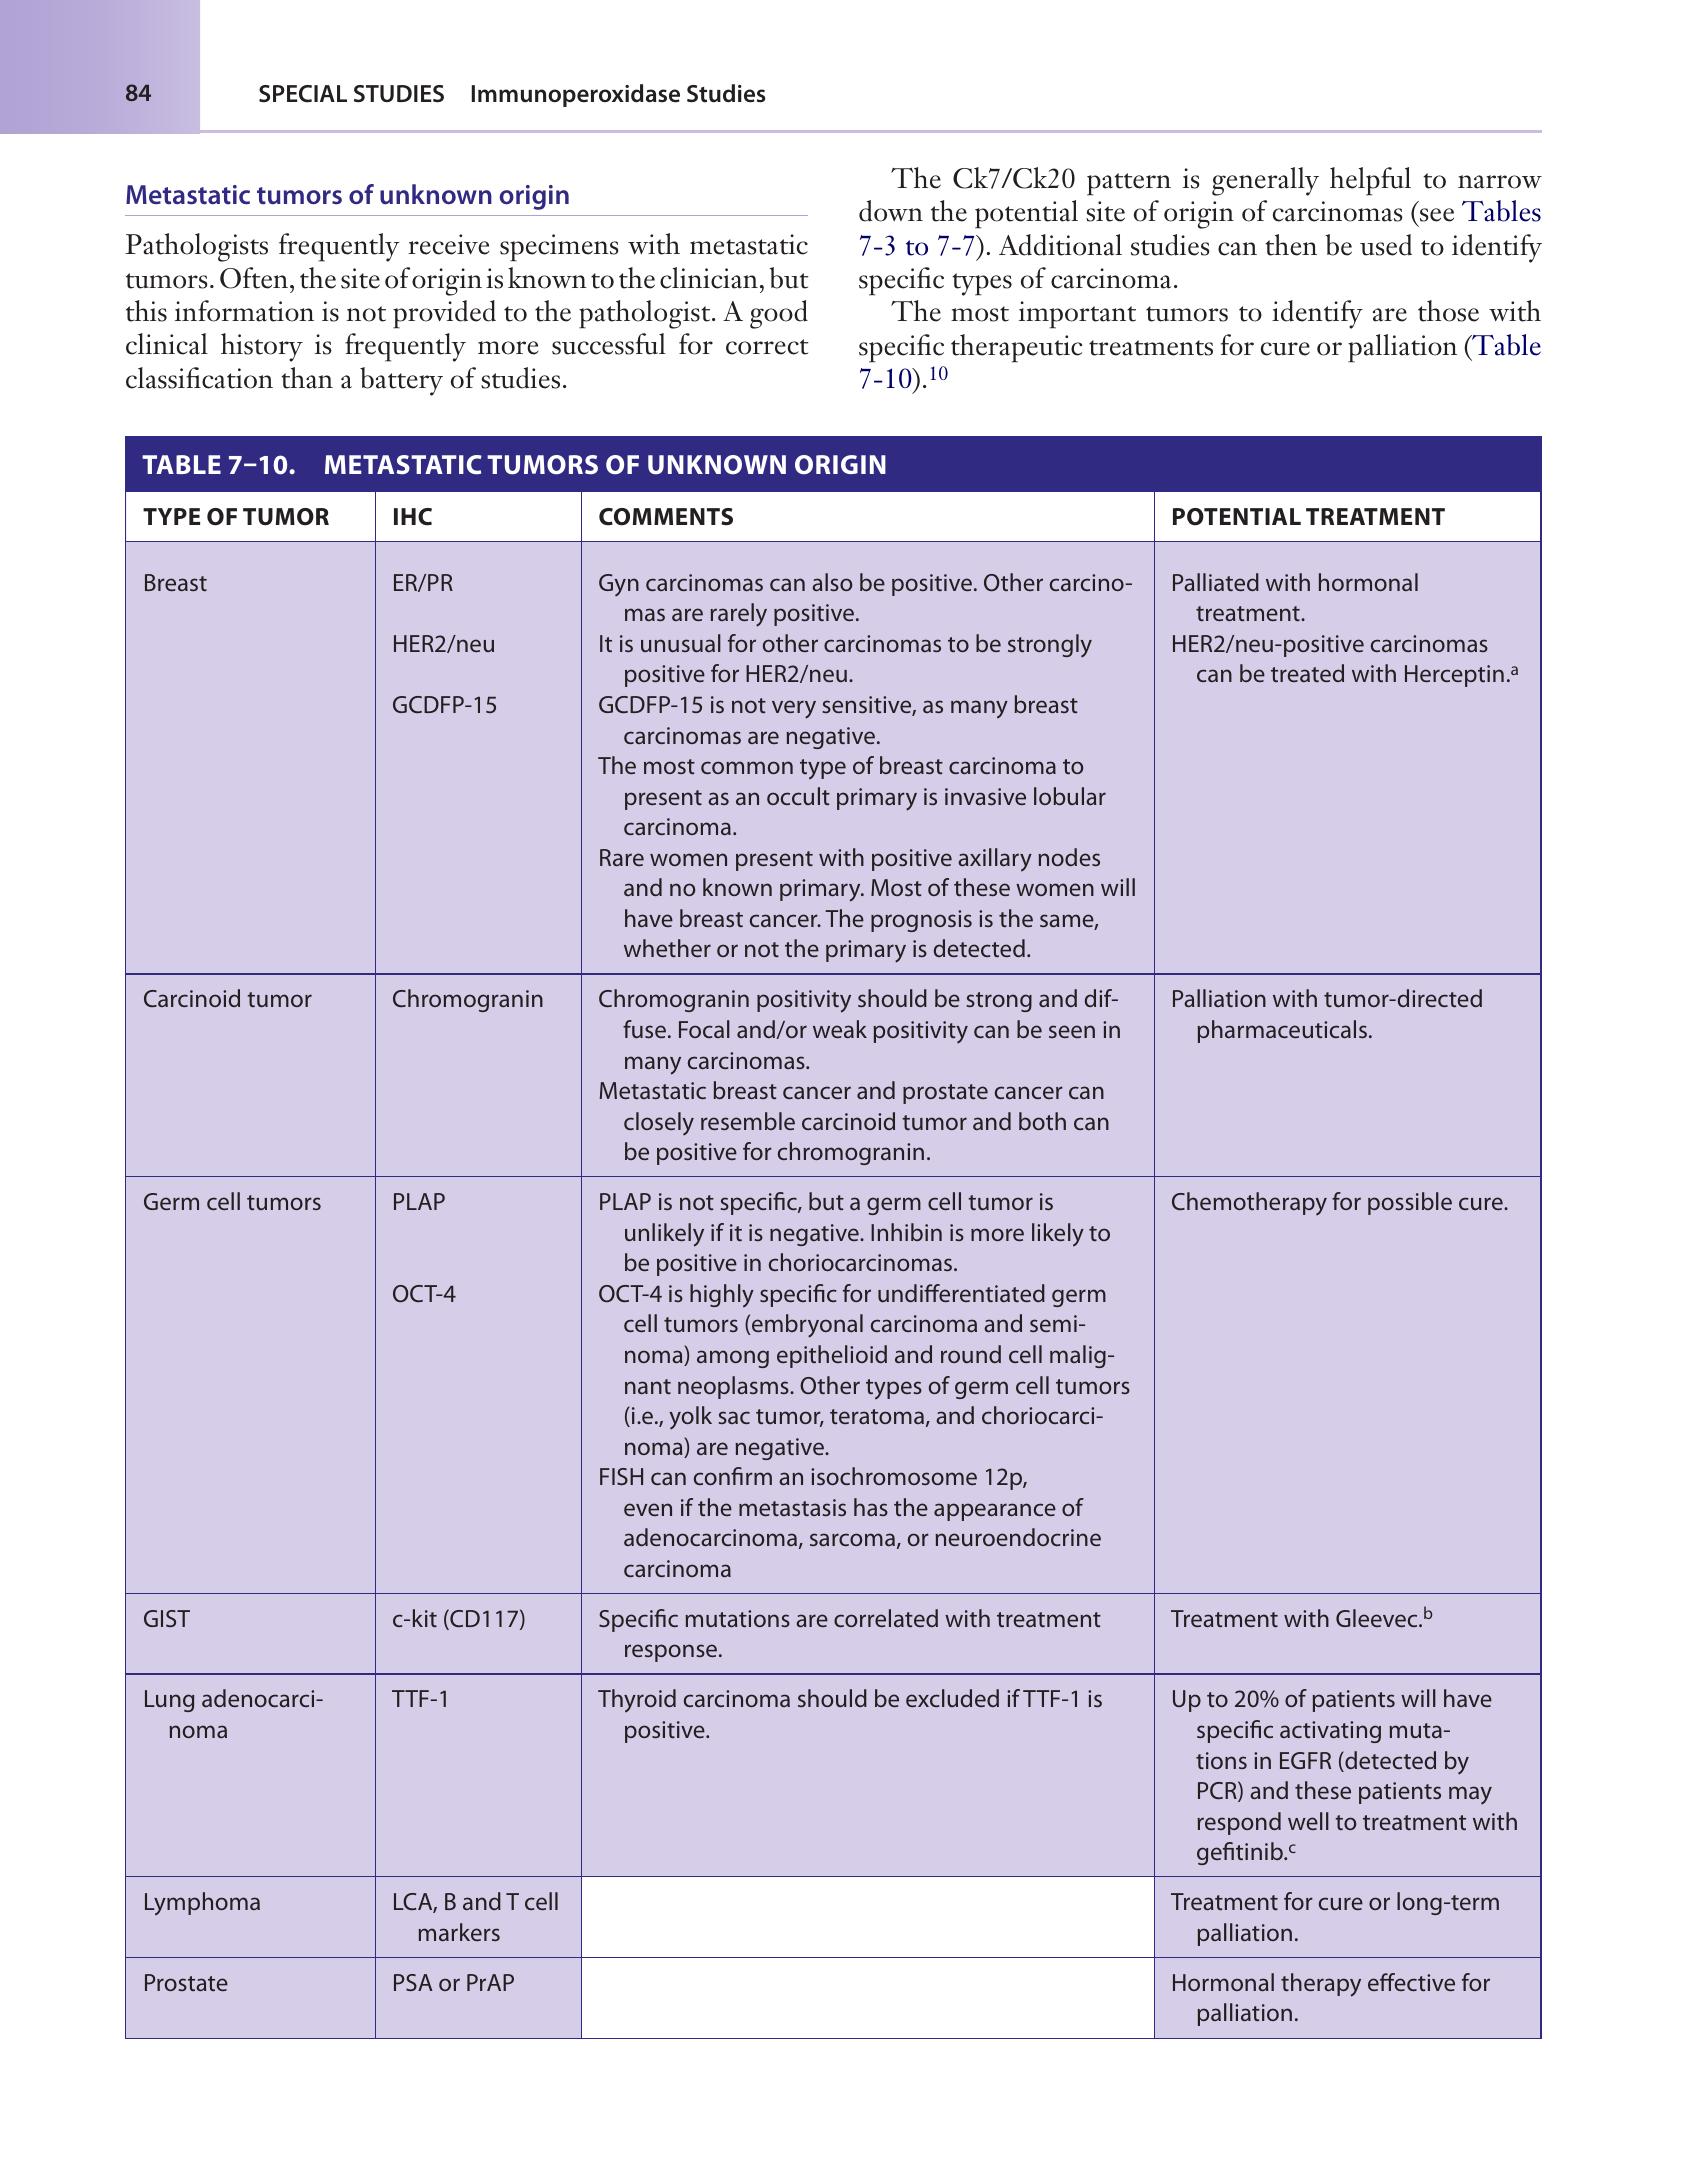 84
SPECIAL STUDIES Immunoperoxidase Studies
Metastatic tumors of unknown origin
Pathologists frequently receive specimens with metastatic
tumors. Often, the site of origin is known to the clinician, but
this information is not provided to the pathologist. A good
clinical history is frequently more successful for correct
classification than a battery of studies.
The Ck7/Ck20 pattern is generally helpful to narrow
down the potential site of origin of carcinomas (see Tables
7-3 to 7-7). Additional studies can then be used to identify
specific types of carcinoma.
The most important tumors to identify are those with
specific therapeutic treatments for cure or palliation (Table
7-10).10
TABLE 7–10. METASTATIC TUMORS OF UNKNOWN ORIGIN
TYPE OF TUMOR
IHC
COMMENTS
POTENTIAL TREATMENT
Breast
ER/PR
HER2/neu
GCDFP-15
Gyn carcinomas can also be positive. Other carcino-
mas are rarely positive.
It is unusual for other carcinomas to be strongly
positive for HER2/neu.
GCDFP-15 is not very sensitive, as many breast
carcinomas are negative.
The most common type of breast carcinoma to
present as an occult primary is invasive lobular
carcinoma.
Rare women present with positive axillary nodes
and no known primary. Most of these women will
have breast cancer. The prognosis is the same,
whether or not the primary is detected.
Palliated with hormonal
treatment.
HER2/neu-positive carcinomas
can be treated with Herceptin.a
Carcinoid tumor
Chromogranin
Chromogranin positivity should be strong and dif-
fuse. Focal and/or weak positivity can be seen in
many carcinomas.
Metastatic breast cancer and prostate cancer can
closely resemble carcinoid tumor and both can
be positive for chromogranin.
Palliation with tumor-directed
pharmaceuticals.
Germ cell tumors
PLAP
OCT-4
PLAP is not specific, but a germ cell tumor is
unlikely if it is negative. Inhibin is more likely to
be positive in choriocarcinomas.
OCT-4 is highly specific for undifferentiated germ
cell tumors (embryonal carcinoma and semi-
noma) among epithelioid and round cell malig-
nant neoplasms. Other types of germ cell tumors
(i.e., yolk sac tumor, teratoma, and choriocarci-
noma) are negative.
FISH can confirm an isochromosome 12p,
even if the metastasis has the appearance of
adenocarcinoma, sarcoma, or neuroendocrine
carcinoma
Chemotherapy for possible cure.
GIST
c-kit (CD117)
Specific mutations are correlated with treatment
response.
Treatment with Gleevec.b
Lung adenocarci-
noma
TTF-1
Thyroid carcinoma should be excluded if TTF-1 is
positive.
Up to 20% of patients will have
specific activating muta-
tions in EGFR (detected by
PCR) and these patients may
respond well to treatment with
gefitinib.c
Lymphoma
LCA, B and T cell
markers
Treatment for cure or long-term
palliation.
Prostate
PSA or PrAP
Hormonal therapy effective for
palliation.